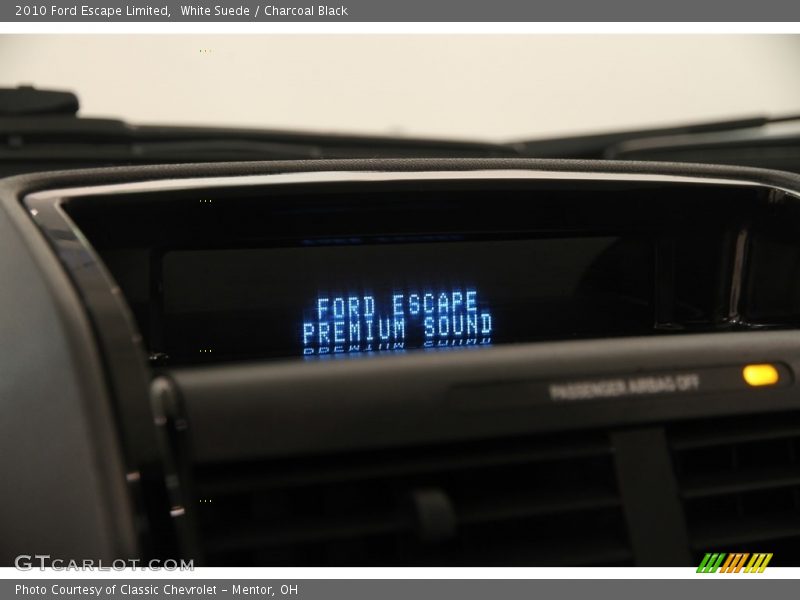 2010 Ford Escape Limited,  White Suede / Charcoal Black
FORD ESCAPE
PREMIUM SOUND
PASSENGER AIRBAG OFF
GTCARLOT.COM
Photo Courtesy of Classic Chevrolet - Mentor, OH